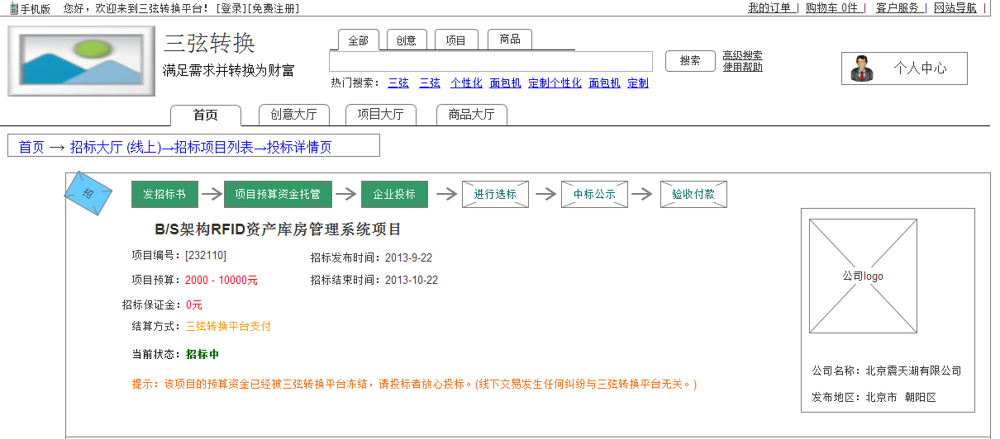 手机版 您好，欢迎来到三弦转换平台！ [登录][免费注册] 我的订单 | 购物车 0件 | 客户服务 | 网站导航 |
三弦转换
满足需求并转换为财富
全部 创意 项目 商品
搜索 高级搜索
使用帮助
个人中心
热门搜索： 三弦 三弦 个性化 面包机 定制个性化 面包机 定制
首页 创意大厅 项目大厅 商品大厅
首页 → 招标大厅 (线上)→招标项目列表→投标详情页
招 发招标书 项目预算资金托管 企业投标 进行选标 中标公示 验收付款
B/S架构RFID资产库房管理系统项目
项目编号：[232110] 招标发布时间：2013-9-22
项目预算：2000 - 10000元 招标结束时间：2013-10-22
招标保证金：0元
结算方式：三弦转换平台支付
当前状态：招标中
提示：该项目的预算资金已经被三弦转换平台冻结，请投标者放心投标。(线下交易发生任何纠纷与三弦转换平台无关。)
公司logo
公司名称：北京震天湖有限公司
发布地区：北京市 朝阳区